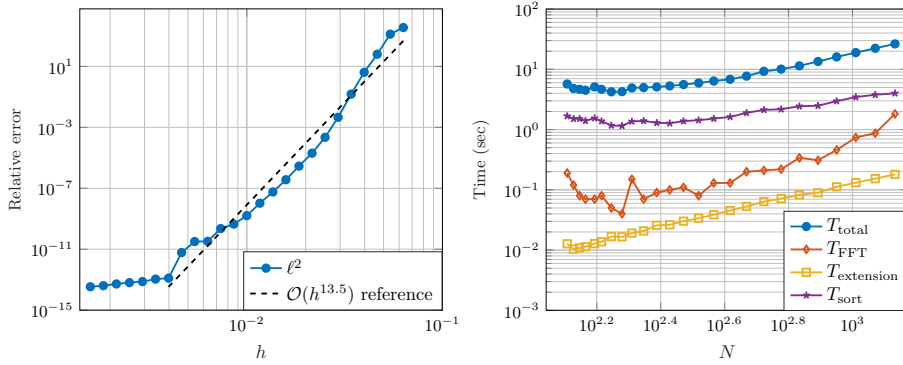 10^1
10^−3
10^−7
10^−11
10^−14
Relative error
10^−2
10^−1
h
ℓ^2
𝒪(h^13.5) reference
10^2
10^1
10^0
10^−1
10^−2
10^−3
Time (sec)
10^2.2
10^2.4
10^2.6
10^2.8
10^3
N
T_total
T_FFT
T_extension
T_sort